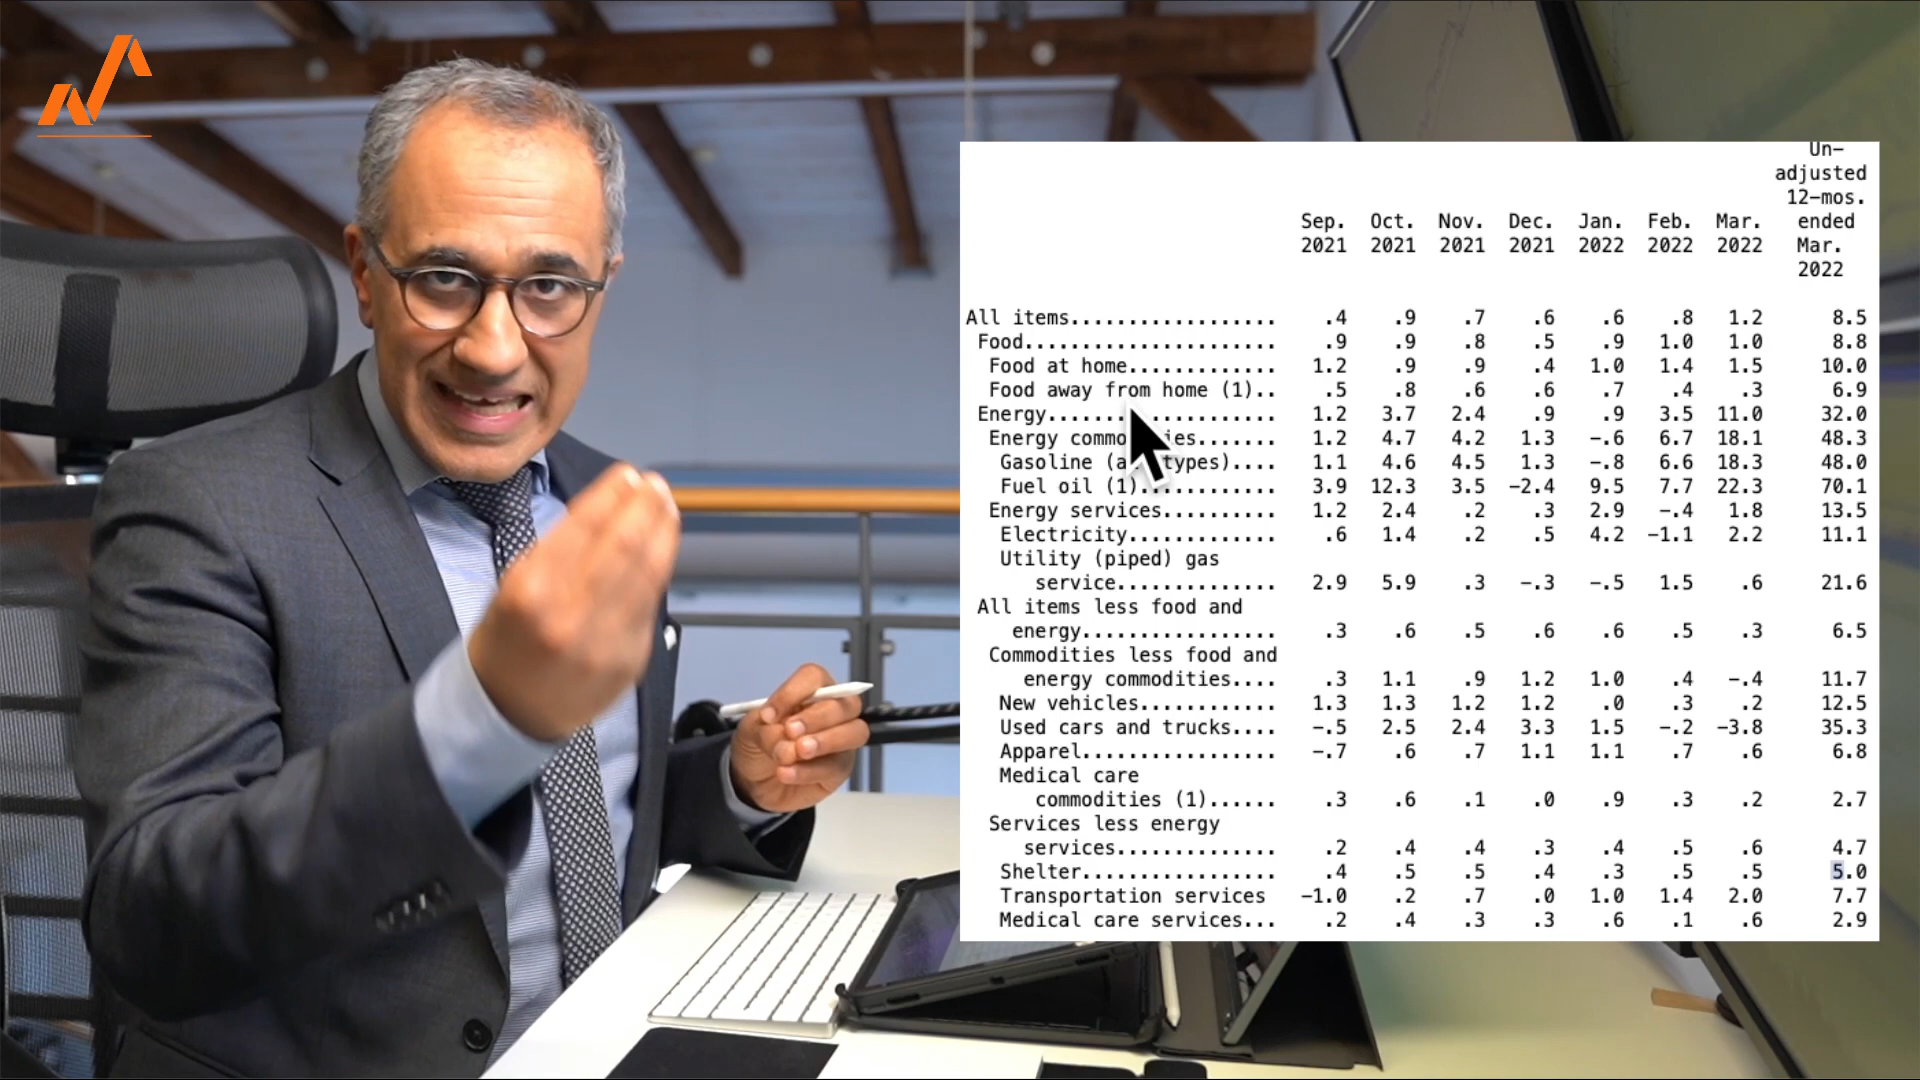 Un-
adjusted
12-mos.
Sep. Oct. Nov. Dec. Jan. Feb. Mar. ended
2021 2021 2021 2021 2022 2022 2022 Mar.
2022
All items.................. .4 .9 .7 .6 .6 .8 1.2 8.5
Food...................... .9 .9 .8 .5 .9 1.0 1.0 8.8
Food at home............. 1.2 .9 .9 .4 1.0 1.4 1.5 10.0
Food away from home (1).. .5 .8 .6 .6 .7 .4 .3 6.9
Energy.................... 1.2 3.7 2.4 .9 .9 3.5 11.0 32.0
Energy commodities....... 1.2 4.7 4.2 1.3 -.6 6.7 18.1 48.3
Gasoline (all types).... 1.1 4.6 4.5 1.3 -.8 6.6 18.3 48.0
Fuel oil (1)............ 3.9 12.3 3.5 -2.4 9.5 7.7 22.3 70.1
Energy services.......... 1.2 2.4 .2 .3 2.9 -.4 1.8 13.5
Electricity............. .6 1.4 .2 .5 4.2 -1.1 2.2 11.1
Utility (piped) gas
service.............. 2.9 5.9 .3 -.3 -.5 1.5 .6 21.6
All items less food and
energy................. .3 .6 .5 .6 .6 .5 .3 6.5
Commodities less food and
energy commodities.... .3 1.1 .9 1.2 1.0 .4 -.4 11.7
New vehicles............ 1.3 1.3 1.2 1.2 .0 .3 .2 12.5
Used cars and trucks.... -.5 2.5 2.4 3.3 1.5 -.2 -3.8 35.3
Apparel................. -.7 .6 .7 1.1 1.1 .7 .6 6.8
Medical care
commodities (1)...... .3 .6 .1 .0 .9 .3 .2 2.7
Services less energy
services.............. .2 .4 .4 .3 .4 .5 .6 4.7
Shelter................. .4 .5 .5 .4 .3 .5 .5 5.0
Transportation services -1.0 .2 .7 .0 1.0 1.4 2.0 7.7
Medical care services... .2 .4 .3 .3 .6 .1 .6 2.9